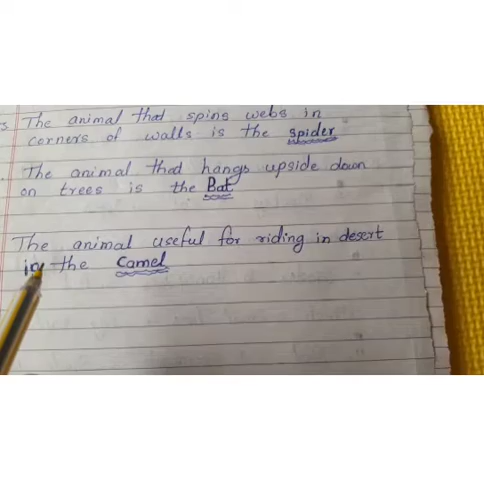 3. The animal that spins webs in
corners of walls is the spider
The animal that hangs upside down
on trees is the Bat
The animal useful for riding in desert
the Camel